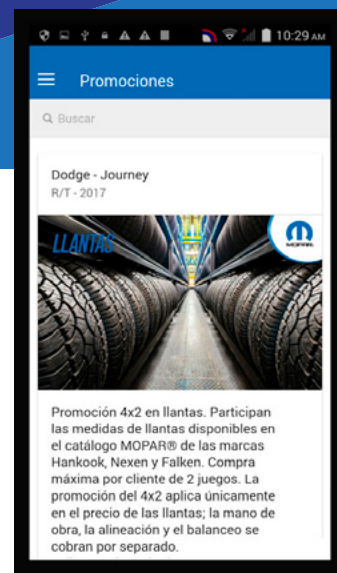 10:29 AM
Promociones
Buscar
Dodge - Journey
R/T - 2017
LLANTAS
MOPAR
Promoción 4x2 en llantas. Participan
las medidas de llantas disponibles en
el catálogo MOPAR® de las marcas
Hankook, Nexen y Falken. Compra
máxima por cliente de 2 juegos. La
promoción del 4x2 aplica únicamente
en el precio de las llantas; la mano de
obra, la alineación y el balanceo se
cobran por separado.